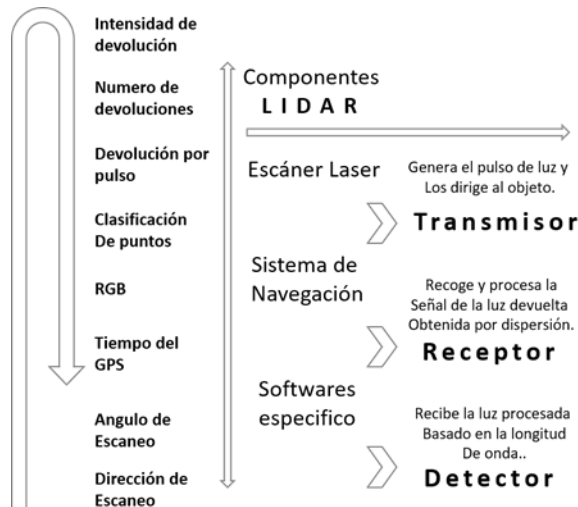 Intensidad de
devolución
Numero de
devoluciones
Devolución por
pulso
Clasificación
De puntos
RGB
Tiempo del
GPS
Angulo de
Escaneo
Dirección de
Escaneo
Componentes
LIDAR
Escáner Laser
Sistema de
Navegación
Softwares
especifico
Genera el pulso de luz y
Los dirige al objeto.
Transmisor
Recoge y procesa la
Señal de la luz devuelta
Obtenida por dispersión.
Receptor
Recibe la luz procesada
Basado en la longitud
De onda..
Detector